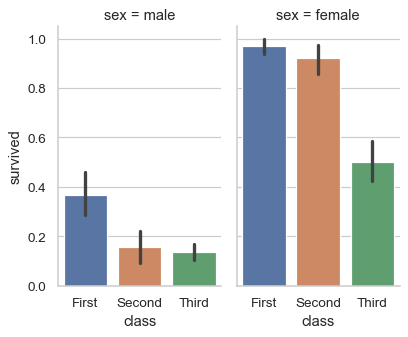 sex = male
sex = female
survived
1.0
0.8
0.6
0.4
0.2
0.0
First Second Third
First Second Third
class
class